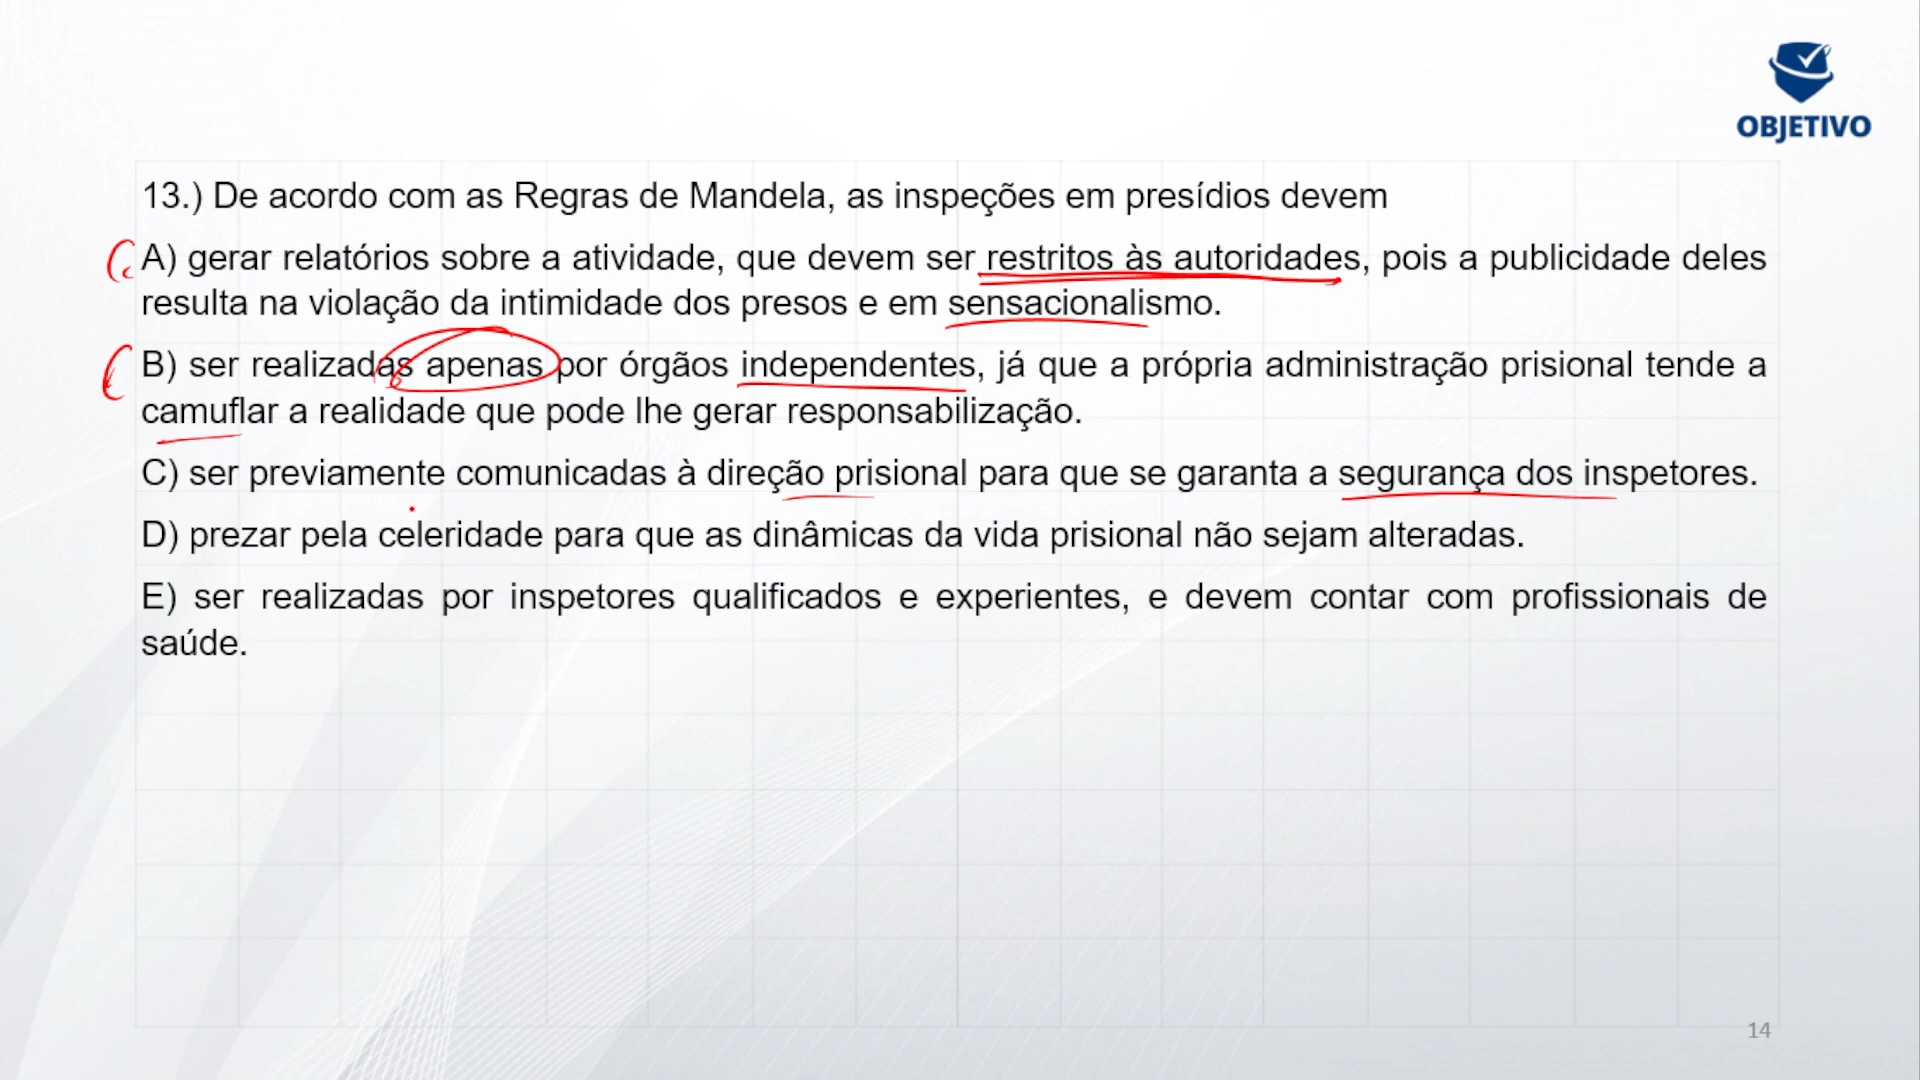 OBJETIVO
13.) De acordo com as Regras de Mandela, as inspeções em presídios devem
A) gerar relatórios sobre a atividade, que devem ser restritos às autoridades, pois a publicidade deles
resulta na violação da intimidade dos presos e em sensacionalismo.
B) ser realizadas apenas por órgãos independentes, já que a própria administração prisional tende a
camuflar a realidade que pode lhe gerar responsabilização.
C) ser previamente comunicadas à direção prisional para que se garanta a segurança dos inspetores.
D) prezar pela celeridade para que as dinâmicas da vida prisional não sejam alteradas.
E) ser realizadas por inspetores qualificados e experientes, e devem contar com profissionais de
saúde.
14